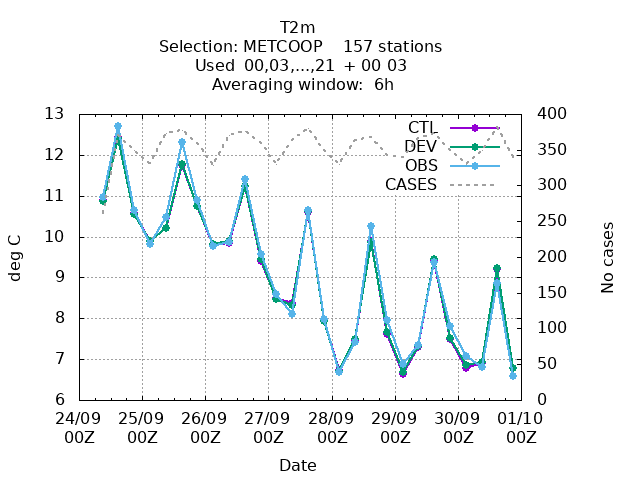 T2m
Selection: METCOOP    157 stations
Used  00,03,...,21  + 00 03
Averaging window:  6h
13
12
11
10
9
8
7
6
deg C
400
350
300
250
200
150
100
50
0
No cases
CTL
DEV
OBS
CASES
24/09 25/09 26/09 27/09 28/09 29/09 30/09 01/10
00Z 00Z 00Z 00Z 00Z 00Z 00Z 00Z
Date